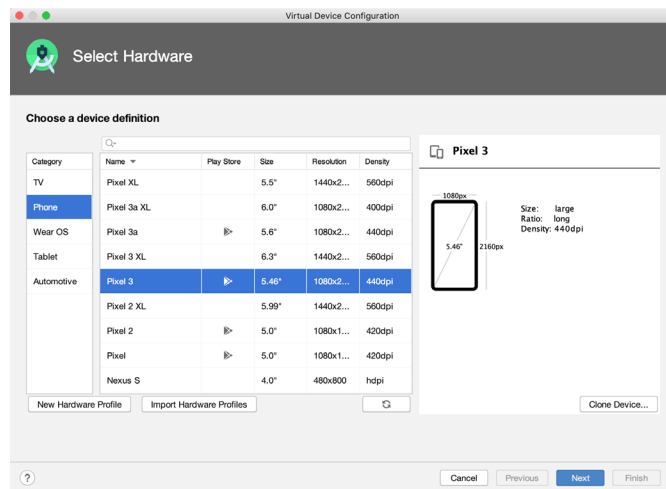 Virtual Device Configuration
Select Hardware
Choose a device definition
Category
TV
Phone
Wear OS
Tablet
Automotive
Name Play Store Size Resolution Density
Pixel XL 5.5" 1440x2... 560dpi
Pixel 3a XL 6.0" 1080x2... 400dpi
Pixel 3a 5.6" 1080x2... 440dpi
Pixel 3 XL 6.3" 1440x2... 560dpi
Pixel 3 5.46" 1080x2... 440dpi
Pixel 2 XL 5.99" 1440x2... 560dpi
Pixel 2 5.0" 1080x1... 420dpi
Pixel 5.0" 1080x1... 420dpi
Nexus S 4.0" 480x800 hdpi
Pixel 3
1080px
5.46"
2160px
Size: large
Ratio: long
Density: 440dpi
New Hardware Profile Import Hardware Profiles Clone Device...
? Cancel Previous Next Finish